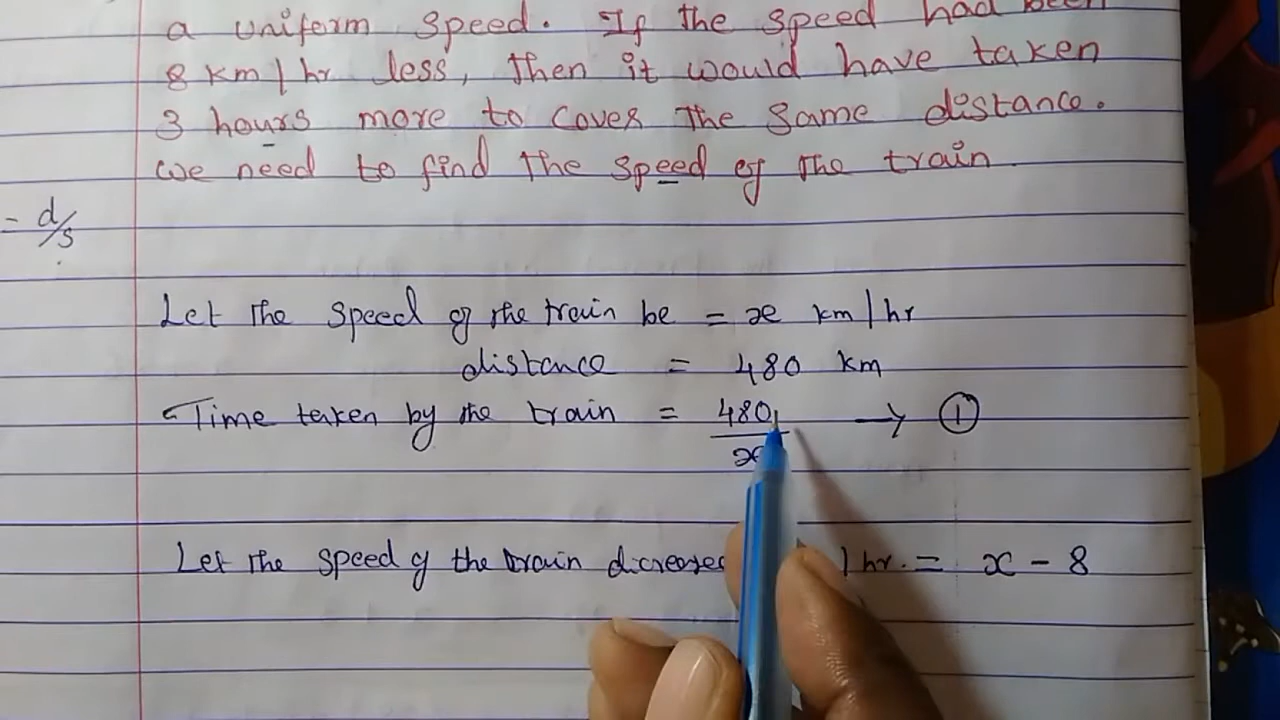 a uniform speed. If the speed had been
8 km/hr less, then it would have taken
3 hours more to cover the same distance.
we need to find the speed of the train.
= d/s
Let the speed of the train be = x km/hr
distance = 480 km
Time taken by the train = 480/x → ①
Let the speed of the train dicreased /hr. = x - 8